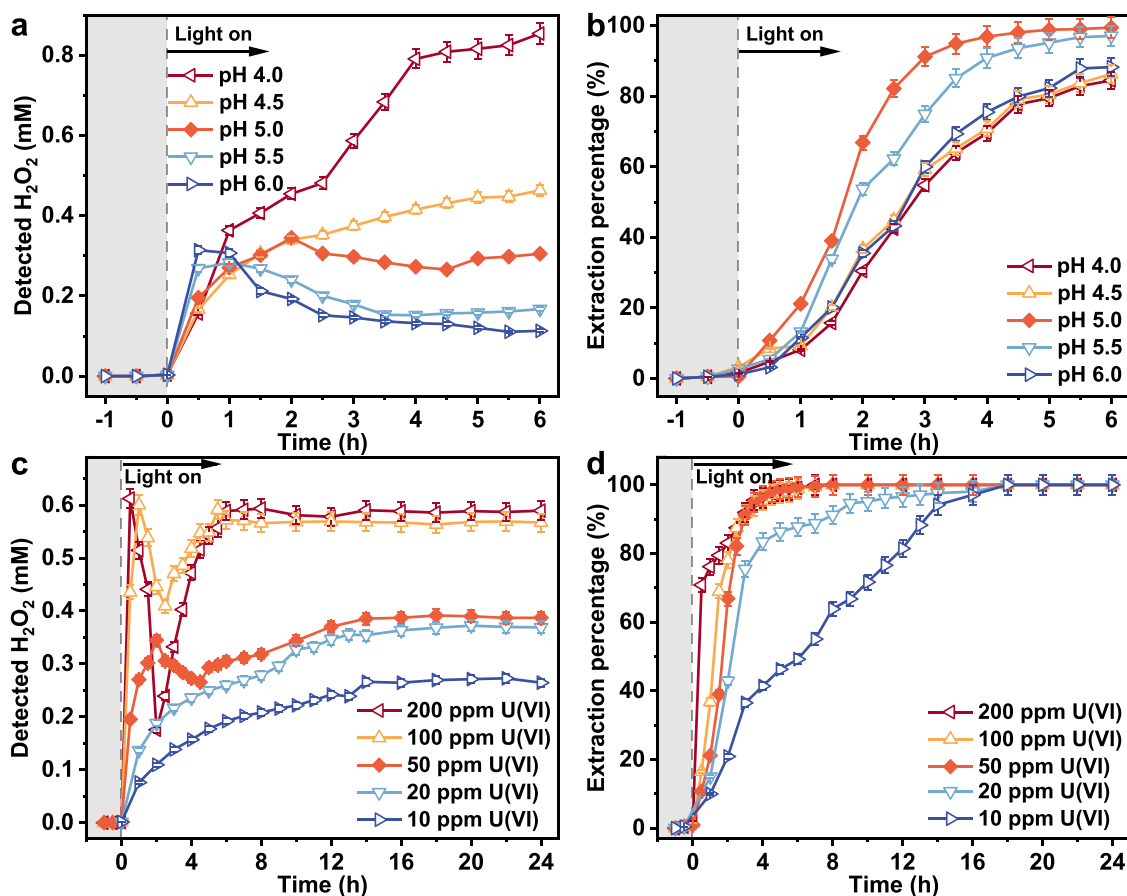 a
Light on
pH 4.0
pH 4.5
pH 5.0
pH 5.5
pH 6.0
0.8
0.6
0.4
0.2
0.0
Detected H₂O₂ (mM)
-1 0 1 2 3 4 5 6
Time (h)
b
Light on
100
80
60
40
20
0
Extraction percentage (%)
pH 4.0
pH 4.5
pH 5.0
pH 5.5
pH 6.0
-1 0 1 2 3 4 5 6
Time (h)
c
Light on
0.6
0.5
0.4
0.3
0.2
0.1
0.0
Detected H₂O₂ (mM)
200 ppm U(VI)
100 ppm U(VI)
50 ppm U(VI)
20 ppm U(VI)
10 ppm U(VI)
0 4 8 12 16 20 24
Time (h)
d
Light on
100
80
60
40
20
0
Extraction percentage (%)
200 ppm U(VI)
100 ppm U(VI)
50 ppm U(VI)
20 ppm U(VI)
10 ppm U(VI)
0 4 8 12 16 20 24
Time (h)